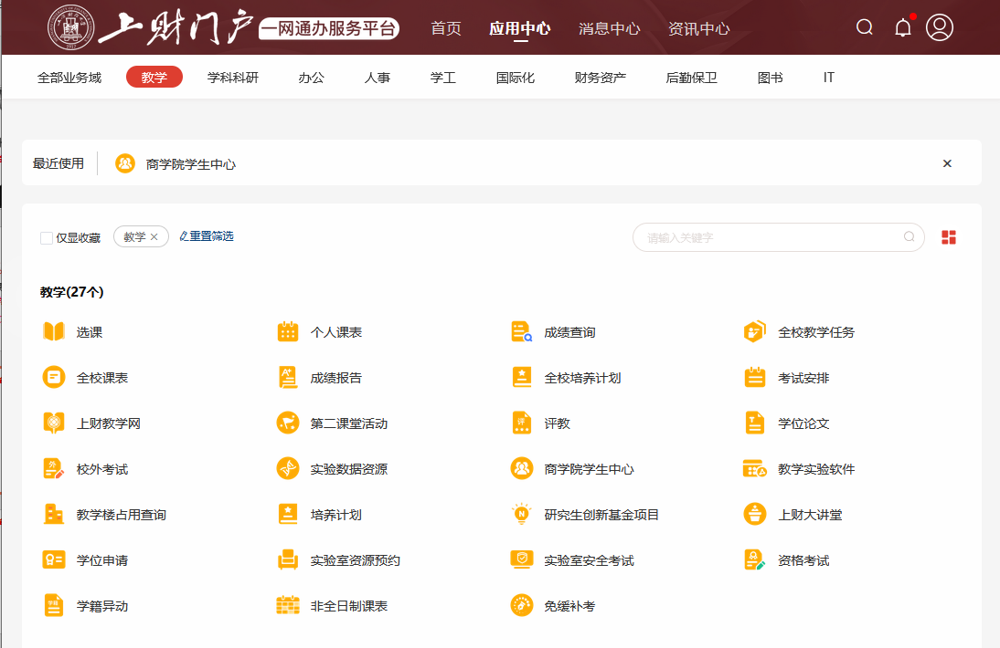 上财门户 一网通办服务平台 首页 应用中心 消息中心 资讯中心
全部业务域 教学 学科科研 办公 人事 学工 国际化 财务资产 后勤保卫 图书 IT
最近使用 商学院学生中心 ×
仅显收藏 教学 × 重置筛选 请输入关键字
教学(27个)
选课 个人课表 成绩查询 全校教学任务
全校课表 成绩报告 全校培养计划 考试安排
上财教学网 第二课堂活动 评教 学位论文
校外考试 实验数据资源 商学院学生中心 教学实验软件
教学楼占用查询 培养计划 研究生创新基金项目 上财大讲堂
学位申请 实验室资源预约 实验室安全考试 资格考试
学籍异动 非全日制课表 免缓补考